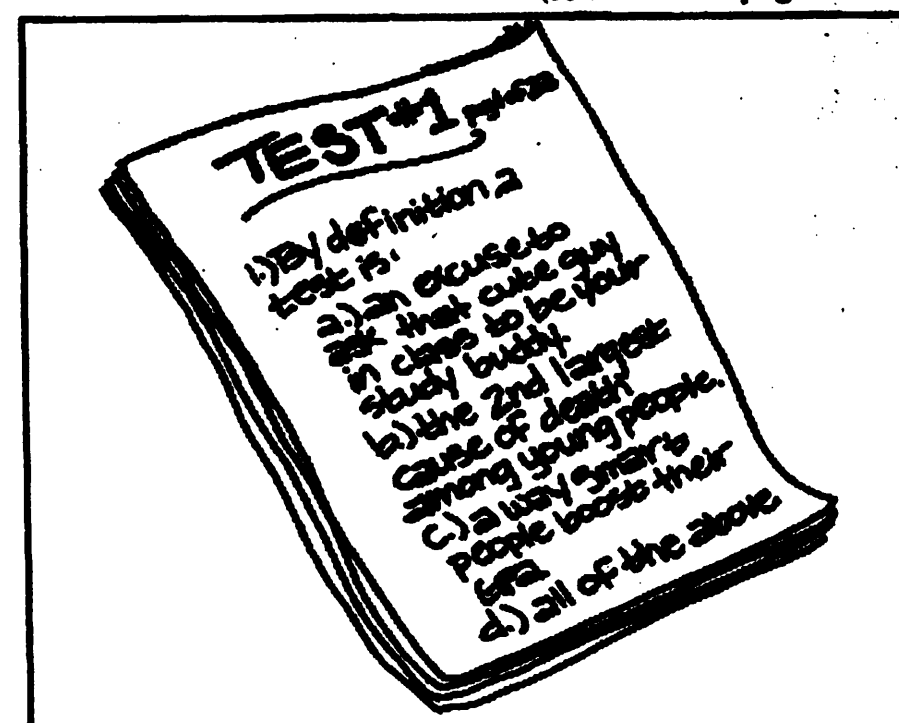 TEST #1
1.) By definition a
test is:
a.) an excuse to
ask that cute guy
in class to be your
study buddy.
b.) the 2nd largest
cause of death
among young people.
c.) a way smart
people boost their
GPA
d.) all of the above